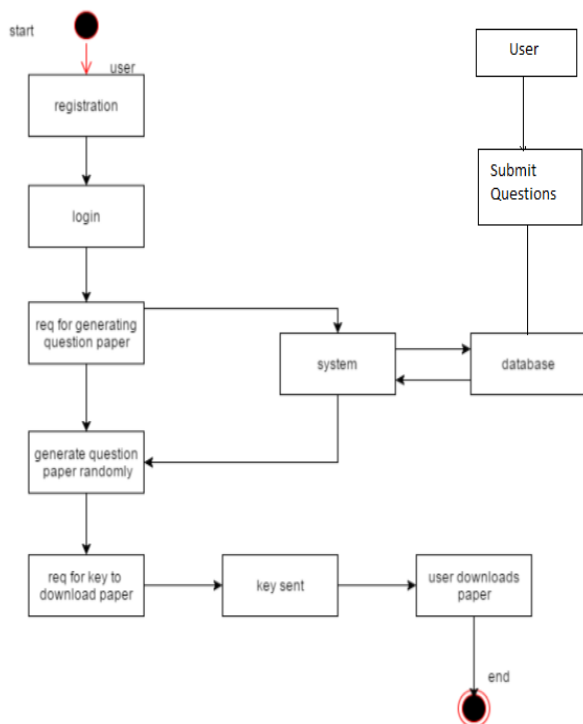 start
user
registration
login
req for generating
question paper
generate question
paper randomly
req for key to
download paper
key sent
user downloads
paper
end
system
database
User
Submit
Questions